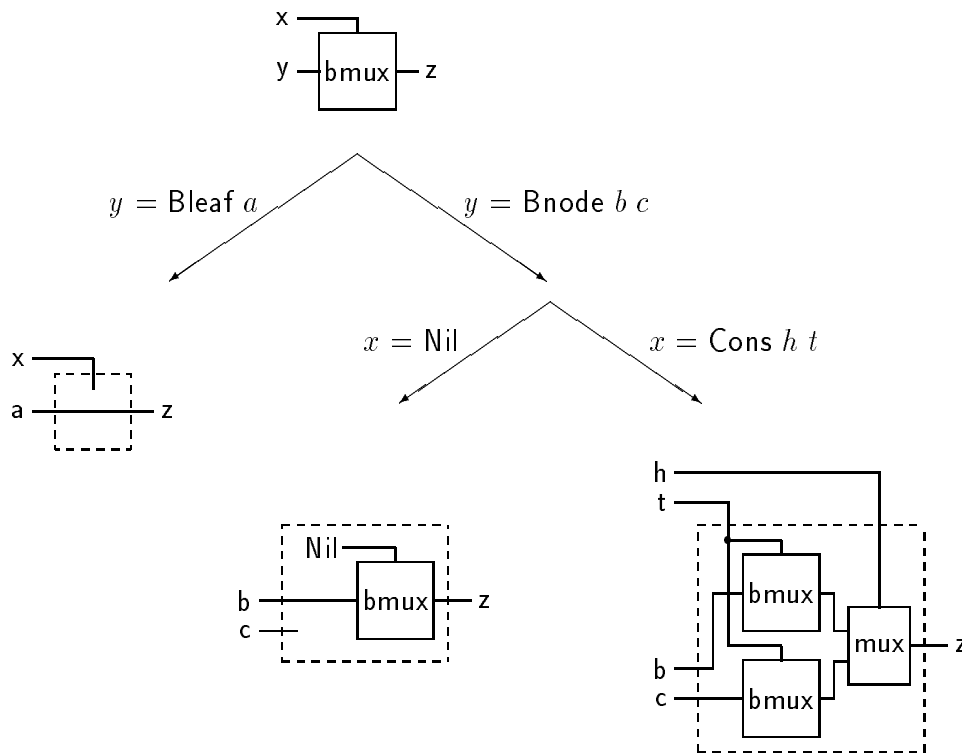 x
y bmux z
y = Bleaf a
y = Bnode b c
x = Nil
x = Cons h t
x
a z
h
t
Nil
b bmux z
c
bmux
mux z
b
c bmux